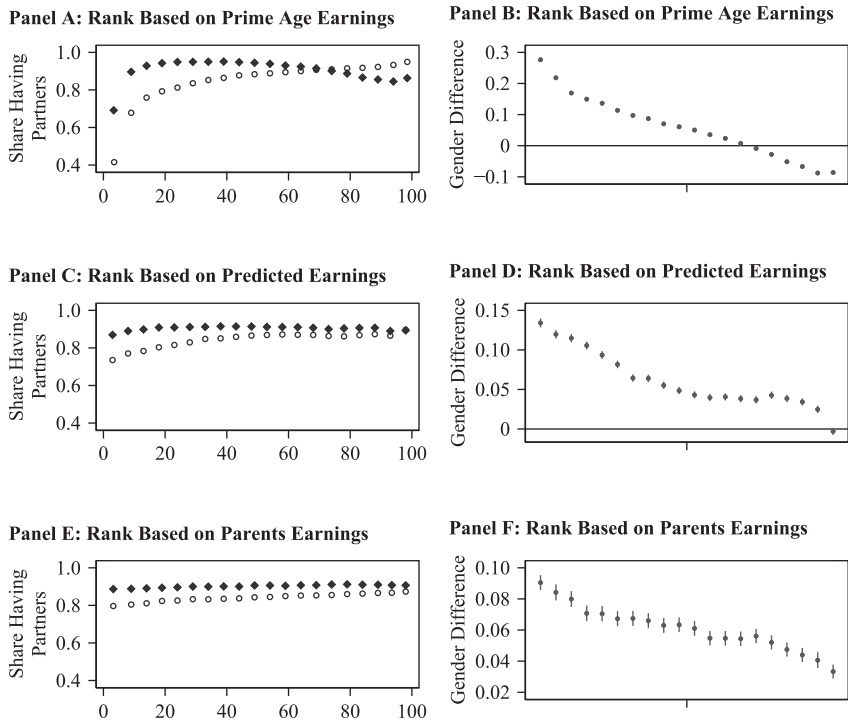 Panel A: Rank Based on Prime Age Earnings
Share Having
Partners
1.0
0.8
0.6
0.4
0
20
40
60
80
100
Panel B: Rank Based on Prime Age Earnings
Gender Difference
0.3
0.2
0.1
0
−0.1
Panel C: Rank Based on Predicted Earnings
Share Having
Partners
1.0
0.8
0.6
0.4
0
20
40
60
80
100
Panel D: Rank Based on Predicted Earnings
Gender Difference
0.15
0.10
0.05
0
Panel E: Rank Based on Parents Earnings
Share Having
Partners
1.0
0.8
0.6
0.4
0
20
40
60
80
100
Panel F: Rank Based on Parents Earnings
Gender Difference
0.10
0.08
0.06
0.04
0.02